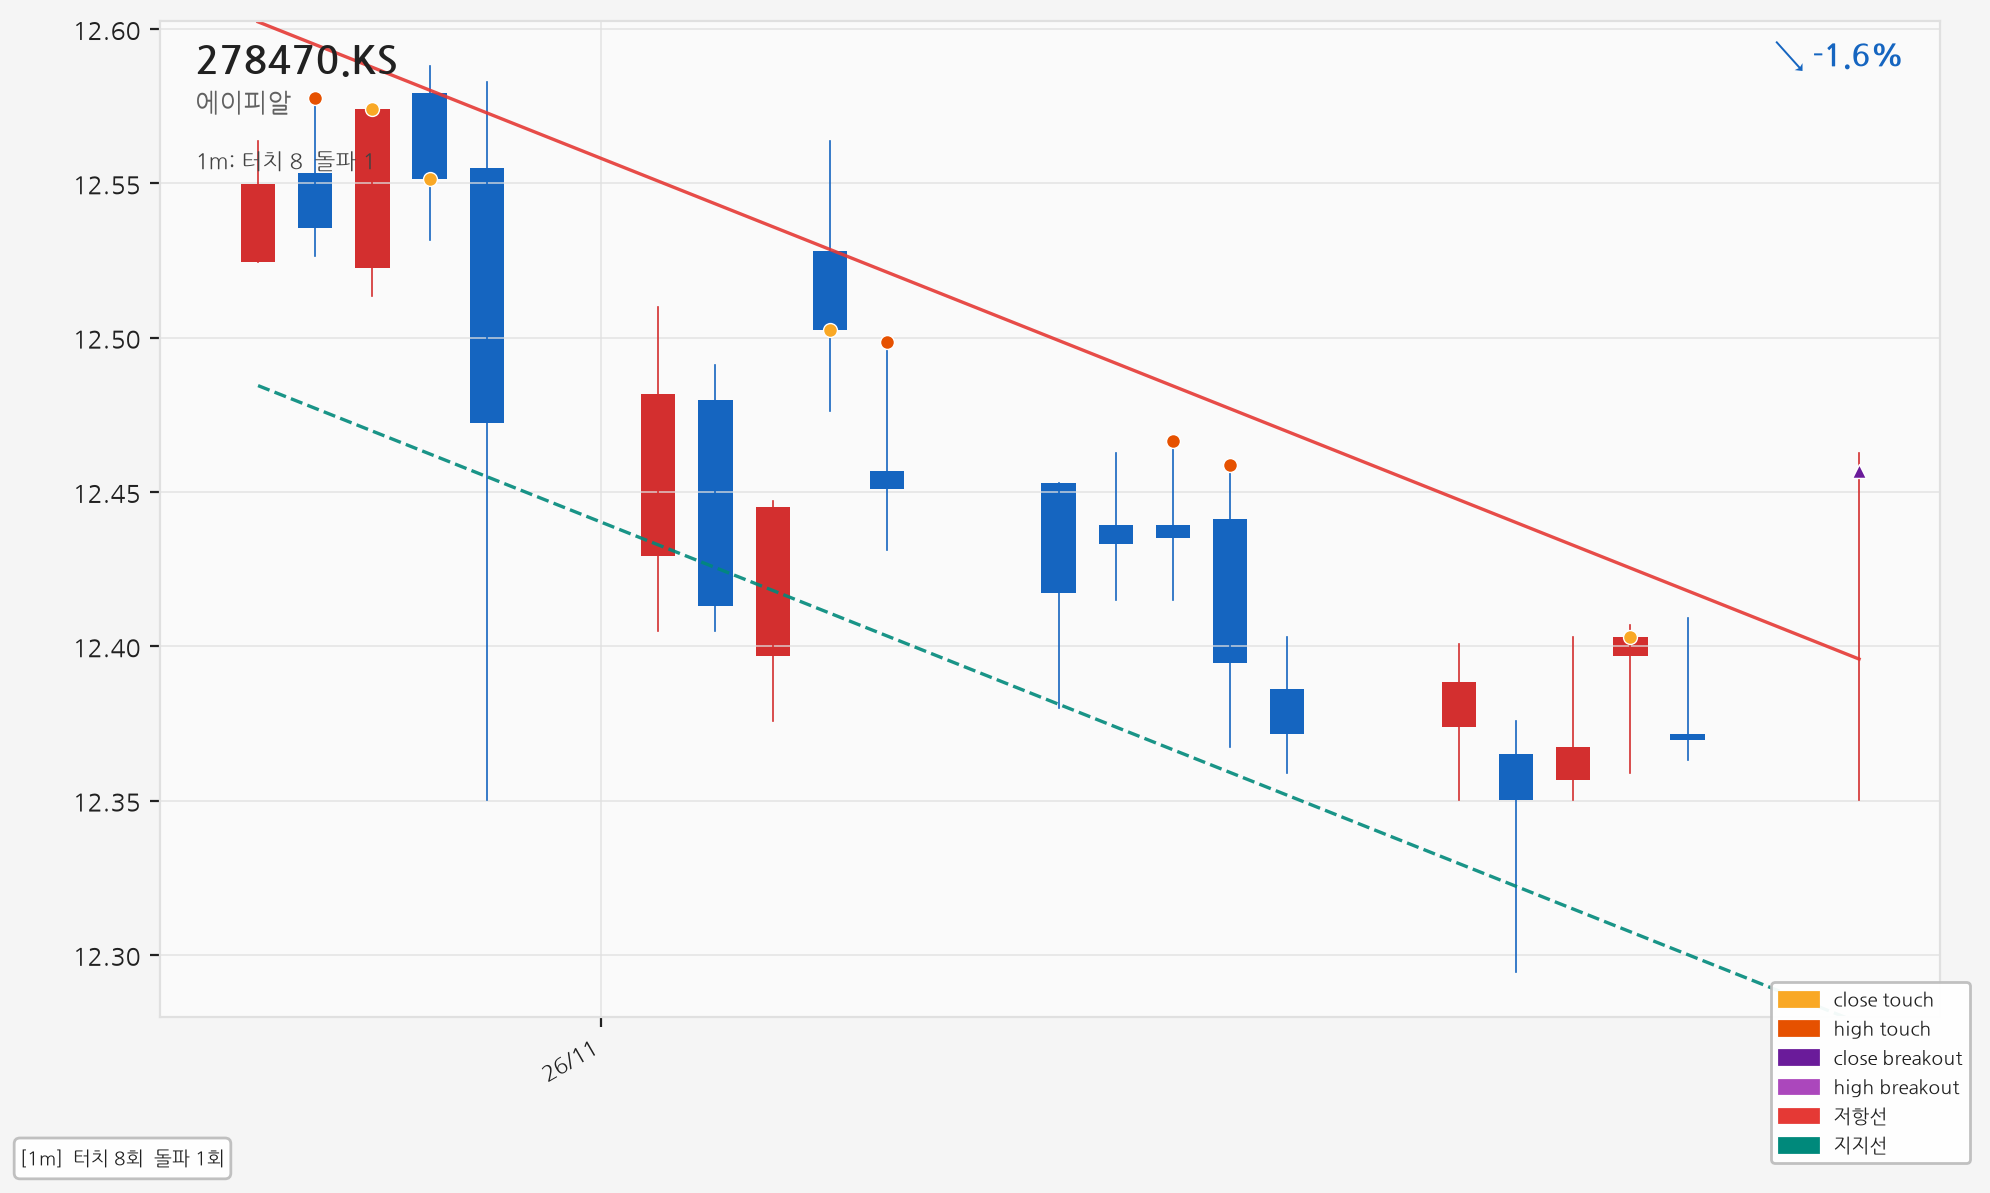 278470.KS
에이피알
1m: 터치 8  돌파 1
-1.6%
12.60
12.55
12.50
12.45
12.40
12.35
12.30
26/11
close touch
high touch
close breakout
high breakout
저항선
지지선
[1m]  터치 8회  돌파 1회